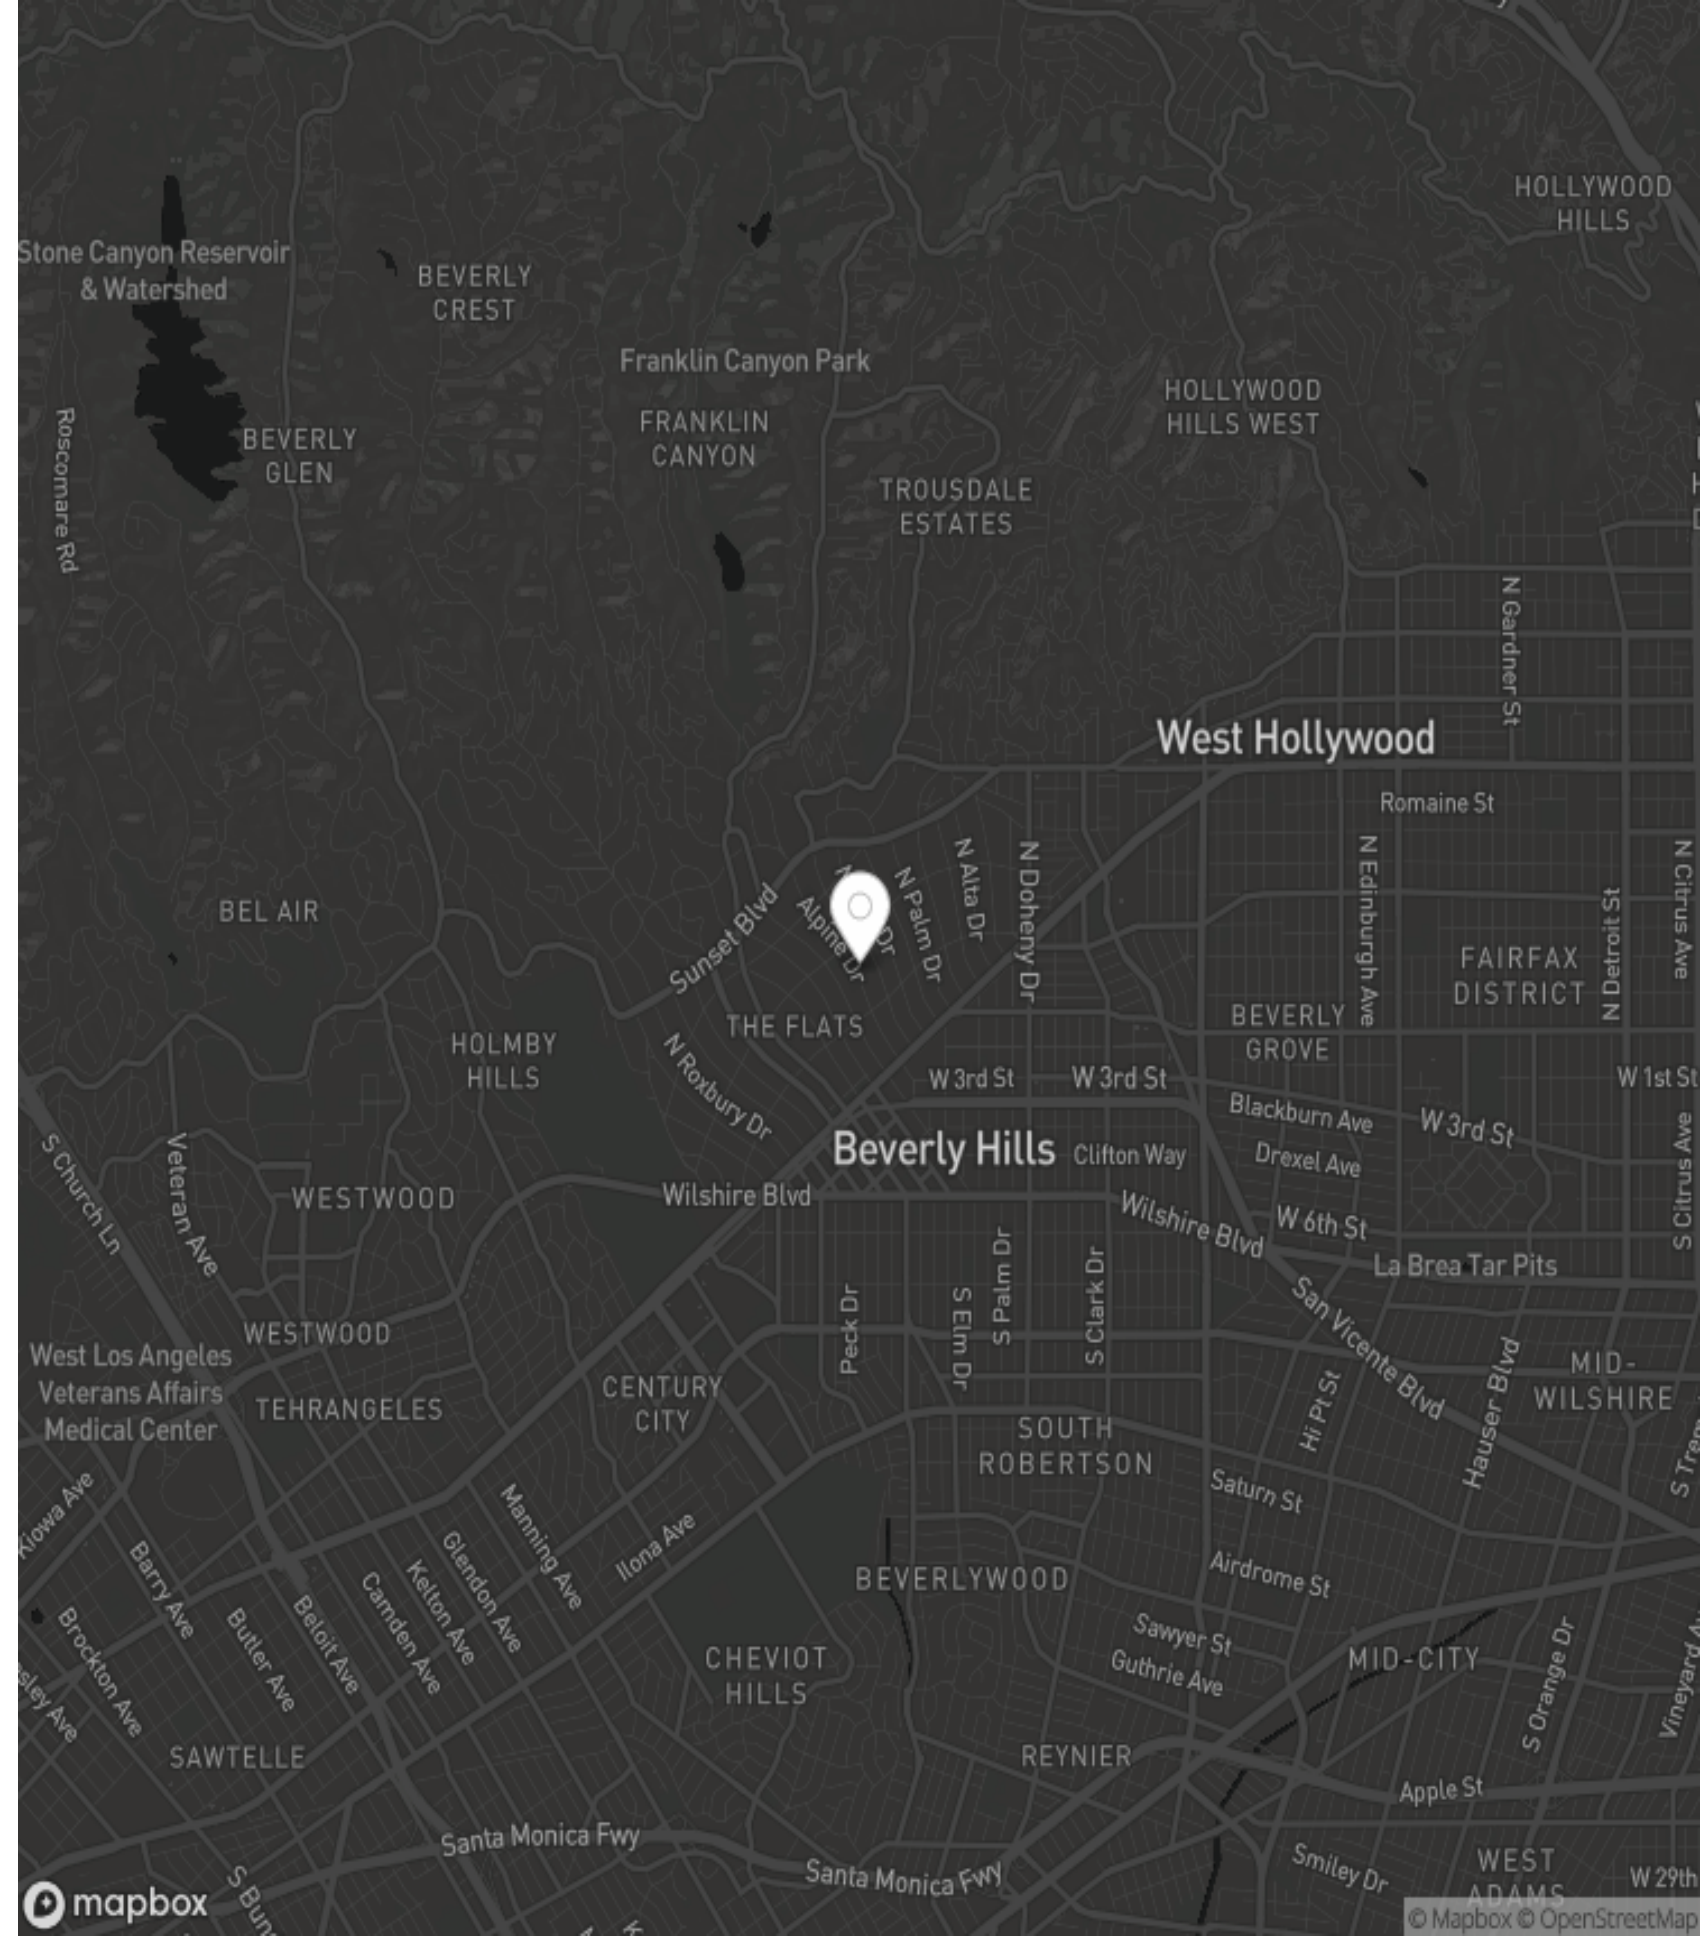 HOLLYWOOD
HILLS
Stone Canyon Reservoir
& Watershed
BEVERLY
CREST
Franklin Canyon Park
HOLLYWOOD
HILLS WEST
FRANKLIN
CANYON
Roscomare Rd
BEVERLY
GLEN
TROUSDALE
ESTATES
N Gardner St
West Hollywood
Romaine St
N Edinburgh Ave
N Citrus Ave
N Alta Dr
N Doheny Dr
N Palm Dr
Alpine Dr
Sunset Blvd
N Detroit St
BEL AIR
FAIRFAX
DISTRICT
THE FLATS
BEVERLY
GROVE
HOLMBY
HILLS
N Roxbury Dr
W 3rd St
W 3rd St
W 1st St
Blackburn Ave
W 3rd St
S Church Ln
Veteran Ave
Beverly Hills
Clifton Way
Drexel Ave
S Citrus Ave
WESTWOOD
Wilshire Blvd
Wilshire Blvd
W 6th St
La Brea Tar Pits
S Palm Dr
S Clark Dr
Peck Dr
S Elm Dr
San Vicente Blvd
WESTWOOD
West Los Angeles
Veterans Affairs
Medical Center
TEHRANGELES
CENTURY
CITY
Hi Pt St
Hauser Blvd
MID-
WILSHIRE
SOUTH
ROBERTSON
Saturn St
Kiowa Ave
Barry Ave
Manning Ave
Glendon Ave
Ilona Ave
Kelton Ave
Camden Ave
Beloit Ave
Butler Ave
Brockton Ave
BEVERLYWOOD
Airdrome St
Sawyer St
Guthrie Ave
MID-CITY
S Orange Dr
CHEVIOT
HILLS
SAWTELLE
REYNIER
Apple St
Santa Monica Fwy
Santa Monica Fwy
Smiley Dr
WEST
ADAMS
W 29th
mapbox
© Mapbox © OpenStreetMap